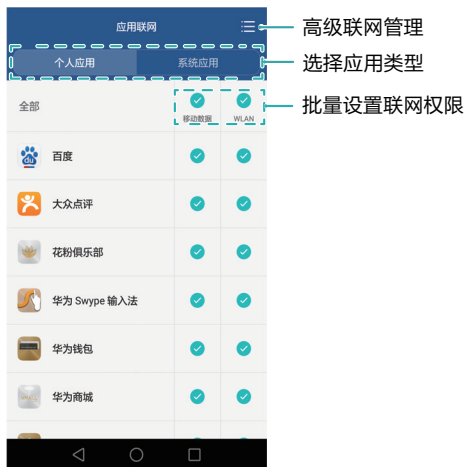 应用联网
高级联网管理
个人应用 系统应用
选择应用类型
全部
移动数据 WLAN
批量设置联网权限
du 百度
大众点评
花粉俱乐部
华为 Swype 输入法
华为钱包
华为商城